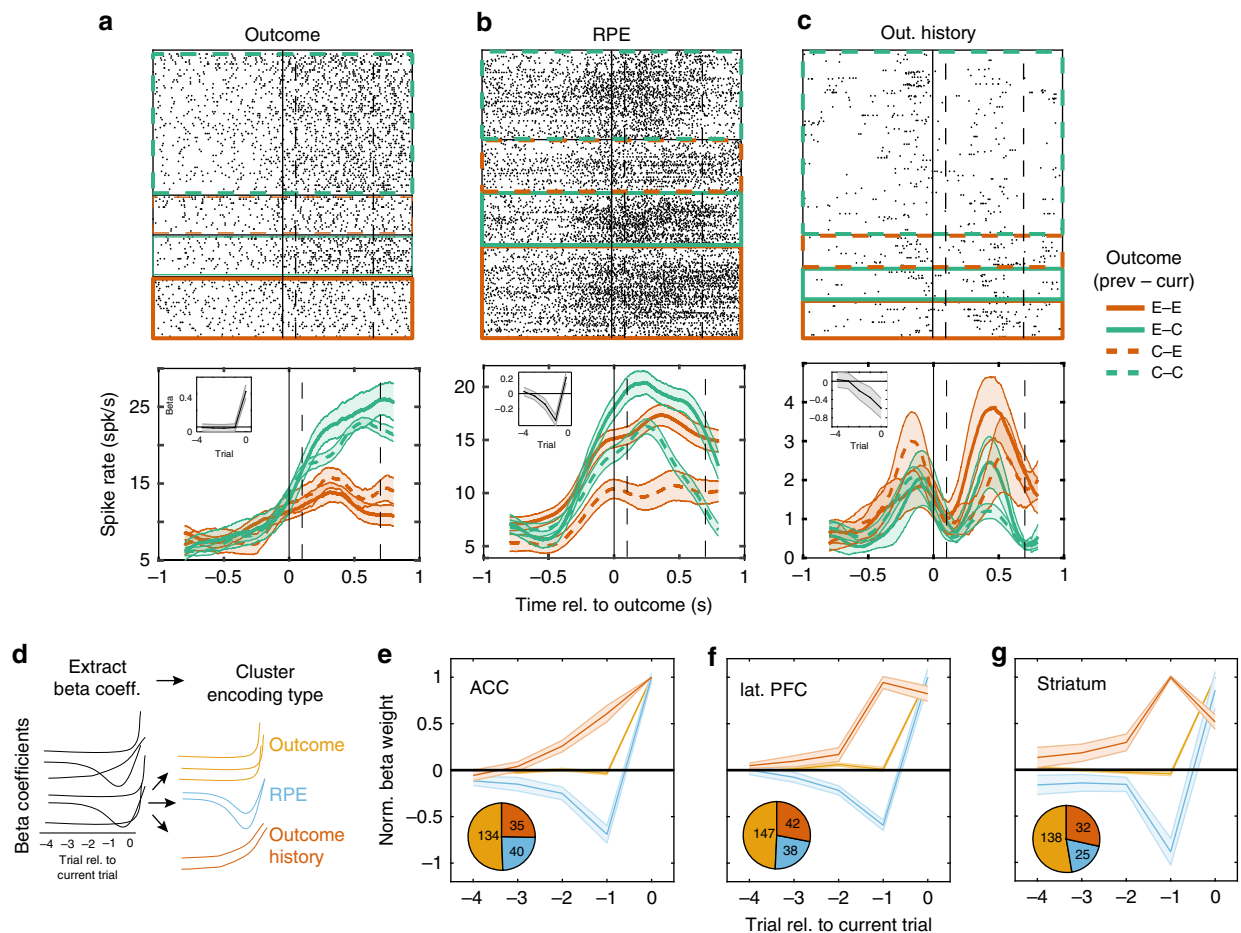 a
Outcome
b
RPE
c
Out. history
Outcome
(prev – curr)
E–E
E–C
C–E
C–C
Spike rate (spk/s)
25
15
5
−1 −0.5 0 0.5 1
Beta
0.4
0
−4 0
Trial
20
15
10
5
−1 −0.5 0 0.5 1
0.2
0
−0.2
−4 0
Trial
4
3
2
1
0
−1 −0.5 0 0.5 1
0
−0.4
−0.8
−4 0
Trial
Time rel. to outcome (s)
d
Extract
beta coeff.
Cluster
encoding type
Beta coefficients
Outcome
RPE
Outcome
history
−4 −3 −2 −1 0
Trial rel. to
current trial
e
ACC
Norm. beta weight
1
0.5
0
−0.5
−1
134
35
40
−4 −3 −2 −1 0
f
lat. PFC
147
42
38
−4 −3 −2 −1 0
g
Striatum
138
32
25
−4 −3 −2 −1 0
Trial rel. to current trial